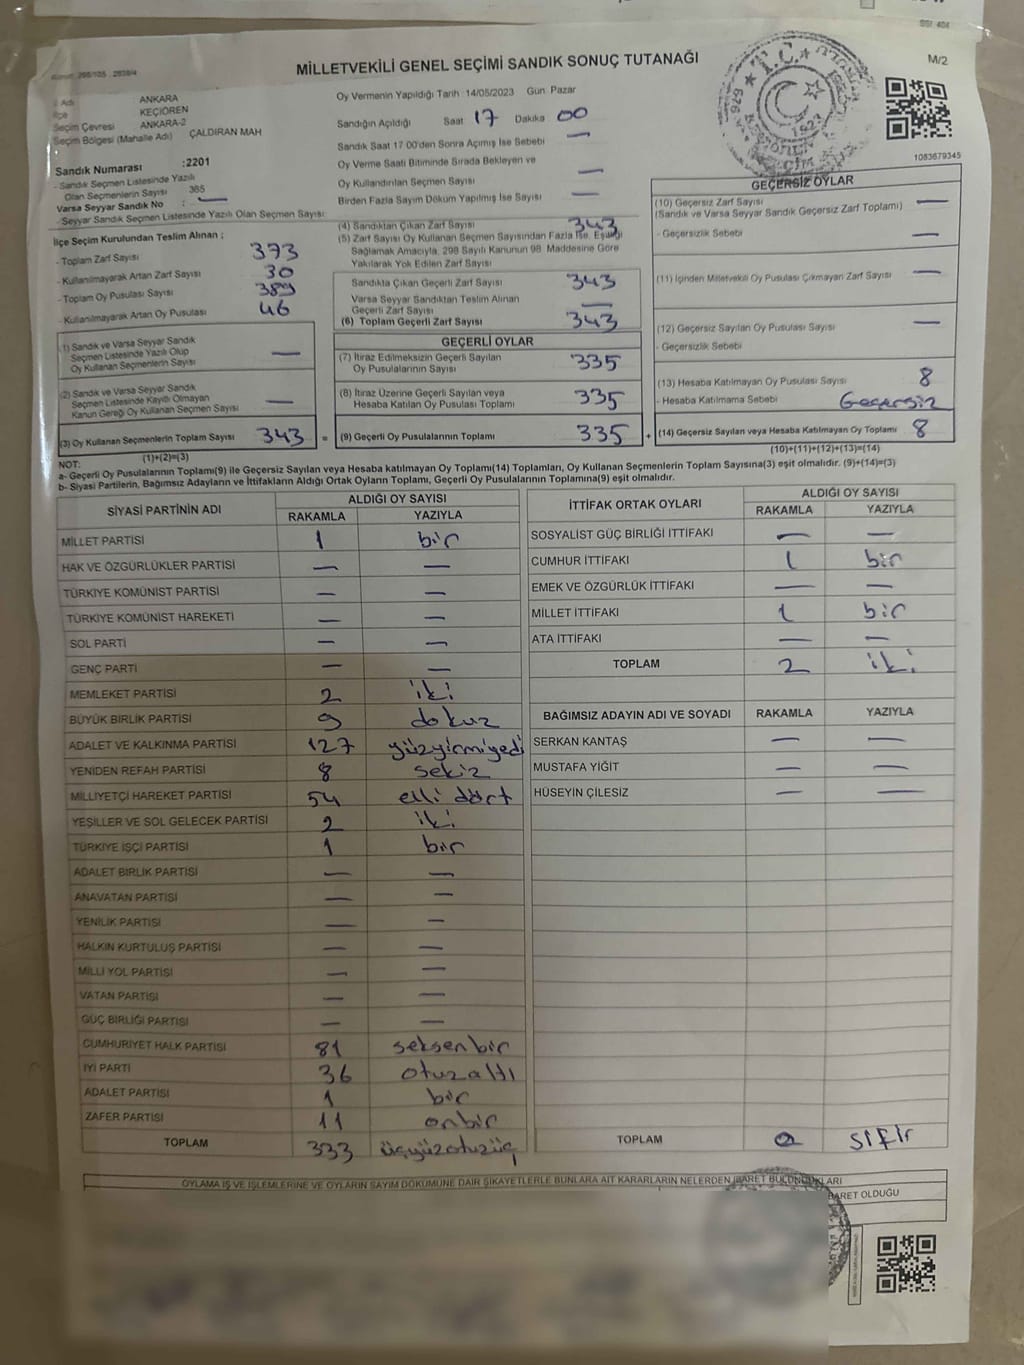 SSI 404
MİLLETVEKİLİ GENEL SEÇİMİ SANDIK SONUÇ TUTANAĞI
M/2
1083679345
İl Adı ANKARA
İlçe KEÇİÖREN
Seçim Çevresi ANKARA-2
Seçim Bölgesi (Mahalle Adı) ÇALDIRAN MAH
Sandık Numarası :2201
- Sandık Seçmen Listesinde Yazılı
Olan Seçmenlerin Sayısı 365
Varsa Seyyar Sandık No : —
- Seyyar Sandık Seçmen Listesinde Yazılı Olan Seçmen Sayısı:
İlçe Seçim Kurulundan Teslim Alınan :
- Toplam Zarf Sayısı 373
- Kullanılmayarak Artan Zarf Sayısı 30
- Toplam Oy Pusulası Sayısı 389
- Kullanılmayarak Artan Oy Pusulası 46
(1) Sandık ve Varsa Seyyar Sandık
Seçmen Listesinde Yazılı Olup
Oy Kullanan Seçmenlerin Sayısı —
(2) Sandık ve Varsa Seyyar Sandık
Seçmen Listesinde Kayıtlı Olmayan
Kanun Gereği Oy Kullanan Seçmen Sayısı —
(3) Oy Kullanan Seçmenlerin Toplam Sayısı 343 =
(1)+(2)=(3)
Oy Vermenin Yapıldığı Tarih 14/05/2023 Gün Pazar
Sandığın Açıldığı Saat 17 Dakika 00
Sandık Saat 17 00'den Sonra Açılmış İse Sebebi —
Oy Verme Saati Bitiminde Sırada Bekleyen ve
Oy Kullandırılan Seçmen Sayısı —
Birden Fazla Sayım Döküm Yapılmış İse Sayısı —
(4) Sandıktan Çıkan Zarf Sayısı 343
(5) Zarf Sayısı Oy Kullanan Seçmen Sayısından Fazla İse, Eşitliği
Sağlamak Amacıyla, 298 Sayılı Kanunun 98. Maddesine Göre
Yakılarak Yok Edilen Zarf Sayısı
Sandıkta Çıkan Geçerli Zarf Sayısı 343
Varsa Seyyar Sandıktan Teslim Alınan
Geçerli Zarf Sayısı —
(6) Toplam Geçerli Zarf Sayısı 343
GEÇERLİ OYLAR
(7) İtiraz Edilmeksizin Geçerli Sayılan
Oy Pusulalarının Sayısı 335
(8) İtiraz Üzerine Geçerli Sayılan veya
Hesaba Katılan Oy Pusulası Toplamı 335
(9) Geçerli Oy Pusulalarının Toplamı 335 +
GEÇERSİZ OYLAR
(10) Geçersiz Zarf Sayısı
(Sandık ve Varsa Seyyar Sandık Geçersiz Zarf Toplamı) —
- Geçersizlik Sebebi —
(11) İçinden Milletvekili Oy Pusulası Çıkmayan Zarf Sayısı —
(12) Geçersiz Sayılan Oy Pusulası Sayısı —
- Geçersizlik Sebebi
(13) Hesaba Katılmayan Oy Pusulası Sayısı 8
- Hesaba Katılmama Sebebi Geçersiz
(14) Geçersiz Sayılan veya Hesaba Katılmayan Oy Toplamı 8
(10)+(11)+(12)+(13)=(14)
NOT:
a- Geçerli Oy Pusulalarının Toplamı(9) ile Geçersiz Sayılan veya Hesaba katılmayan Oy Toplamı(14) Toplamları, Oy Kullanan Seçmenlerin Toplam Sayısına(3) eşit olmalıdır. (9)+(14)=(3)
b- Siyasi Partilerin, Bağımsız Adayların ve İttifakların Aldığı Ortak Oyların Toplamı, Geçerli Oy Pusulalarının Toplamına(9) eşit olmalıdır.
SİYASİ PARTİNİN ADI ALDIĞI OY SAYISI
RAKAMLA YAZIYLA
MİLLET PARTİSİ 1 bir
HAK VE ÖZGÜRLÜKLER PARTİSİ — —
TÜRKİYE KOMÜNİST PARTİSİ — —
TÜRKİYE KOMÜNİST HAREKETİ — —
SOL PARTİ — —
GENÇ PARTİ — —
MEMLEKET PARTİSİ 2 iki
BÜYÜK BİRLİK PARTİSİ 9 dokuz
ADALET VE KALKINMA PARTİSİ 127 yüzyirmiyedi
YENİDEN REFAH PARTİSİ 8 sekiz
MİLLİYETÇİ HAREKET PARTİSİ 54 elli dört
YEŞİLLER VE SOL GELECEK PARTİSİ 2 iki
TÜRKİYE İŞÇİ PARTİSİ 1 bir
ADALET BİRLİK PARTİSİ — —
ANAVATAN PARTİSİ — —
YENİLİK PARTİSİ — —
HALKIN KURTULUŞ PARTİSİ — —
MİLLİ YOL PARTİSİ — —
VATAN PARTİSİ — —
GÜÇ BİRLİĞİ PARTİSİ — —
CUMHURİYET HALK PARTİSİ 81 seksenbir
İYİ PARTİ 36 otuzaltı
ADALET PARTİSİ 1 bir
ZAFER PARTİSİ 11 onbir
TOPLAM 333 üçyüzotuzüç
İTTİFAK ORTAK OYLARI ALDIĞI OY SAYISI
RAKAMLA YAZIYLA
SOSYALİST GÜÇ BİRLİĞİ İTTİFAKI — —
CUMHUR İTTİFAKI 1 bir
EMEK VE ÖZGÜRLÜK İTTİFAKI — —
MİLLET İTTİFAKI 1 bir
ATA İTTİFAKI — —
TOPLAM 2 iki
BAĞIMSIZ ADAYIN ADI VE SOYADI RAKAMLA YAZIYLA
SERKAN KANTAŞ — —
MUSTAFA YİĞİT — —
HÜSEYİN ÇİLESİZ — —
TOPLAM 0 sıfır
OYLAMA İŞ VE İŞLEMLERİNE VE OYLARIN SAYIM DÖKÜMÜNE DAİR ŞİKAYETLERLE BUNLARA AİT KARARLARIN NELERDEN İBARET BULUNDUKLARI
BARET OLDUĞU